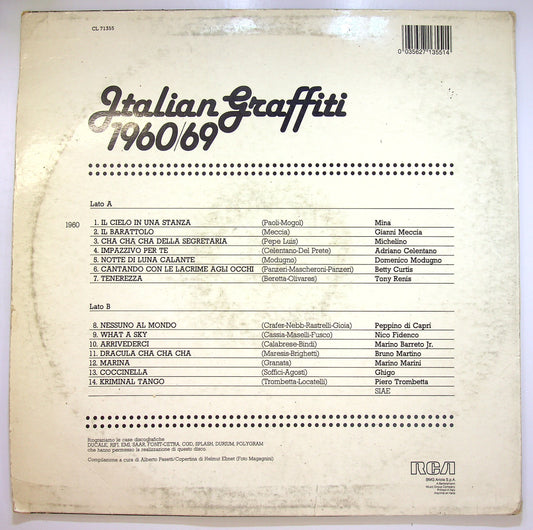 CL 71355
0 035627 135514
Italian Graffiti
1960/69
Lato A
1960
1. IL CIELO IN UNA STANZA (Paoli-Mogol) Mina
2. IL BARATTOLO (Meccia) Gianni Meccia
3. CHA CHA CHA DELLA SEGRETARIA (Pepe Luis) Michelino
4. IMPAZZIVO PER TE (Celentano-Del Prete) Adriano Celentano
5. NOTTE DI LUNA CALANTE (Modugno) Domenico Modugno
6. CANTANDO CON LE LACRIME AGLI OCCHI (Panzeri-Mascheroni-Panzeri) Betty Curtis
7. TENEREZZA (Beretta-Olivares) Tony Renis
Lato B
8. NESSUNO AL MONDO (Crafer-Nebb-Rastrelli-Gioia) Peppino di Capri
9. WHAT A SKY (Cassia-Maselli-Fusco) Nico Fidenco
10. ARRIVEDERCI (Calabrese-Bindi) Marino Barreto Jr.
11. DRACULA CHA CHA CHA (Maresis-Brighetti) Bruno Martino
12. MARINA (Granata) Marino Marini
13. COCCINELLA (Soffici-Agosti) Ghigo
14. KRIMINAL TANGO (Trombetta-Locatelli) Piero Trombetta
SIAE
Ringraziamo le case discografiche
DUCALE, RIFI, EMI, SAAR, FONIT-CETRA, CGD, SPLASH, DURIUM, POLYGRAM
che hanno permesso la realizzazione di questo disco.
Compilazione a cura di Alberto Pasetti/Copertina di Helmut Ebnet (Foto Magagnini)
RCA
BMG Ariola S.p.A.